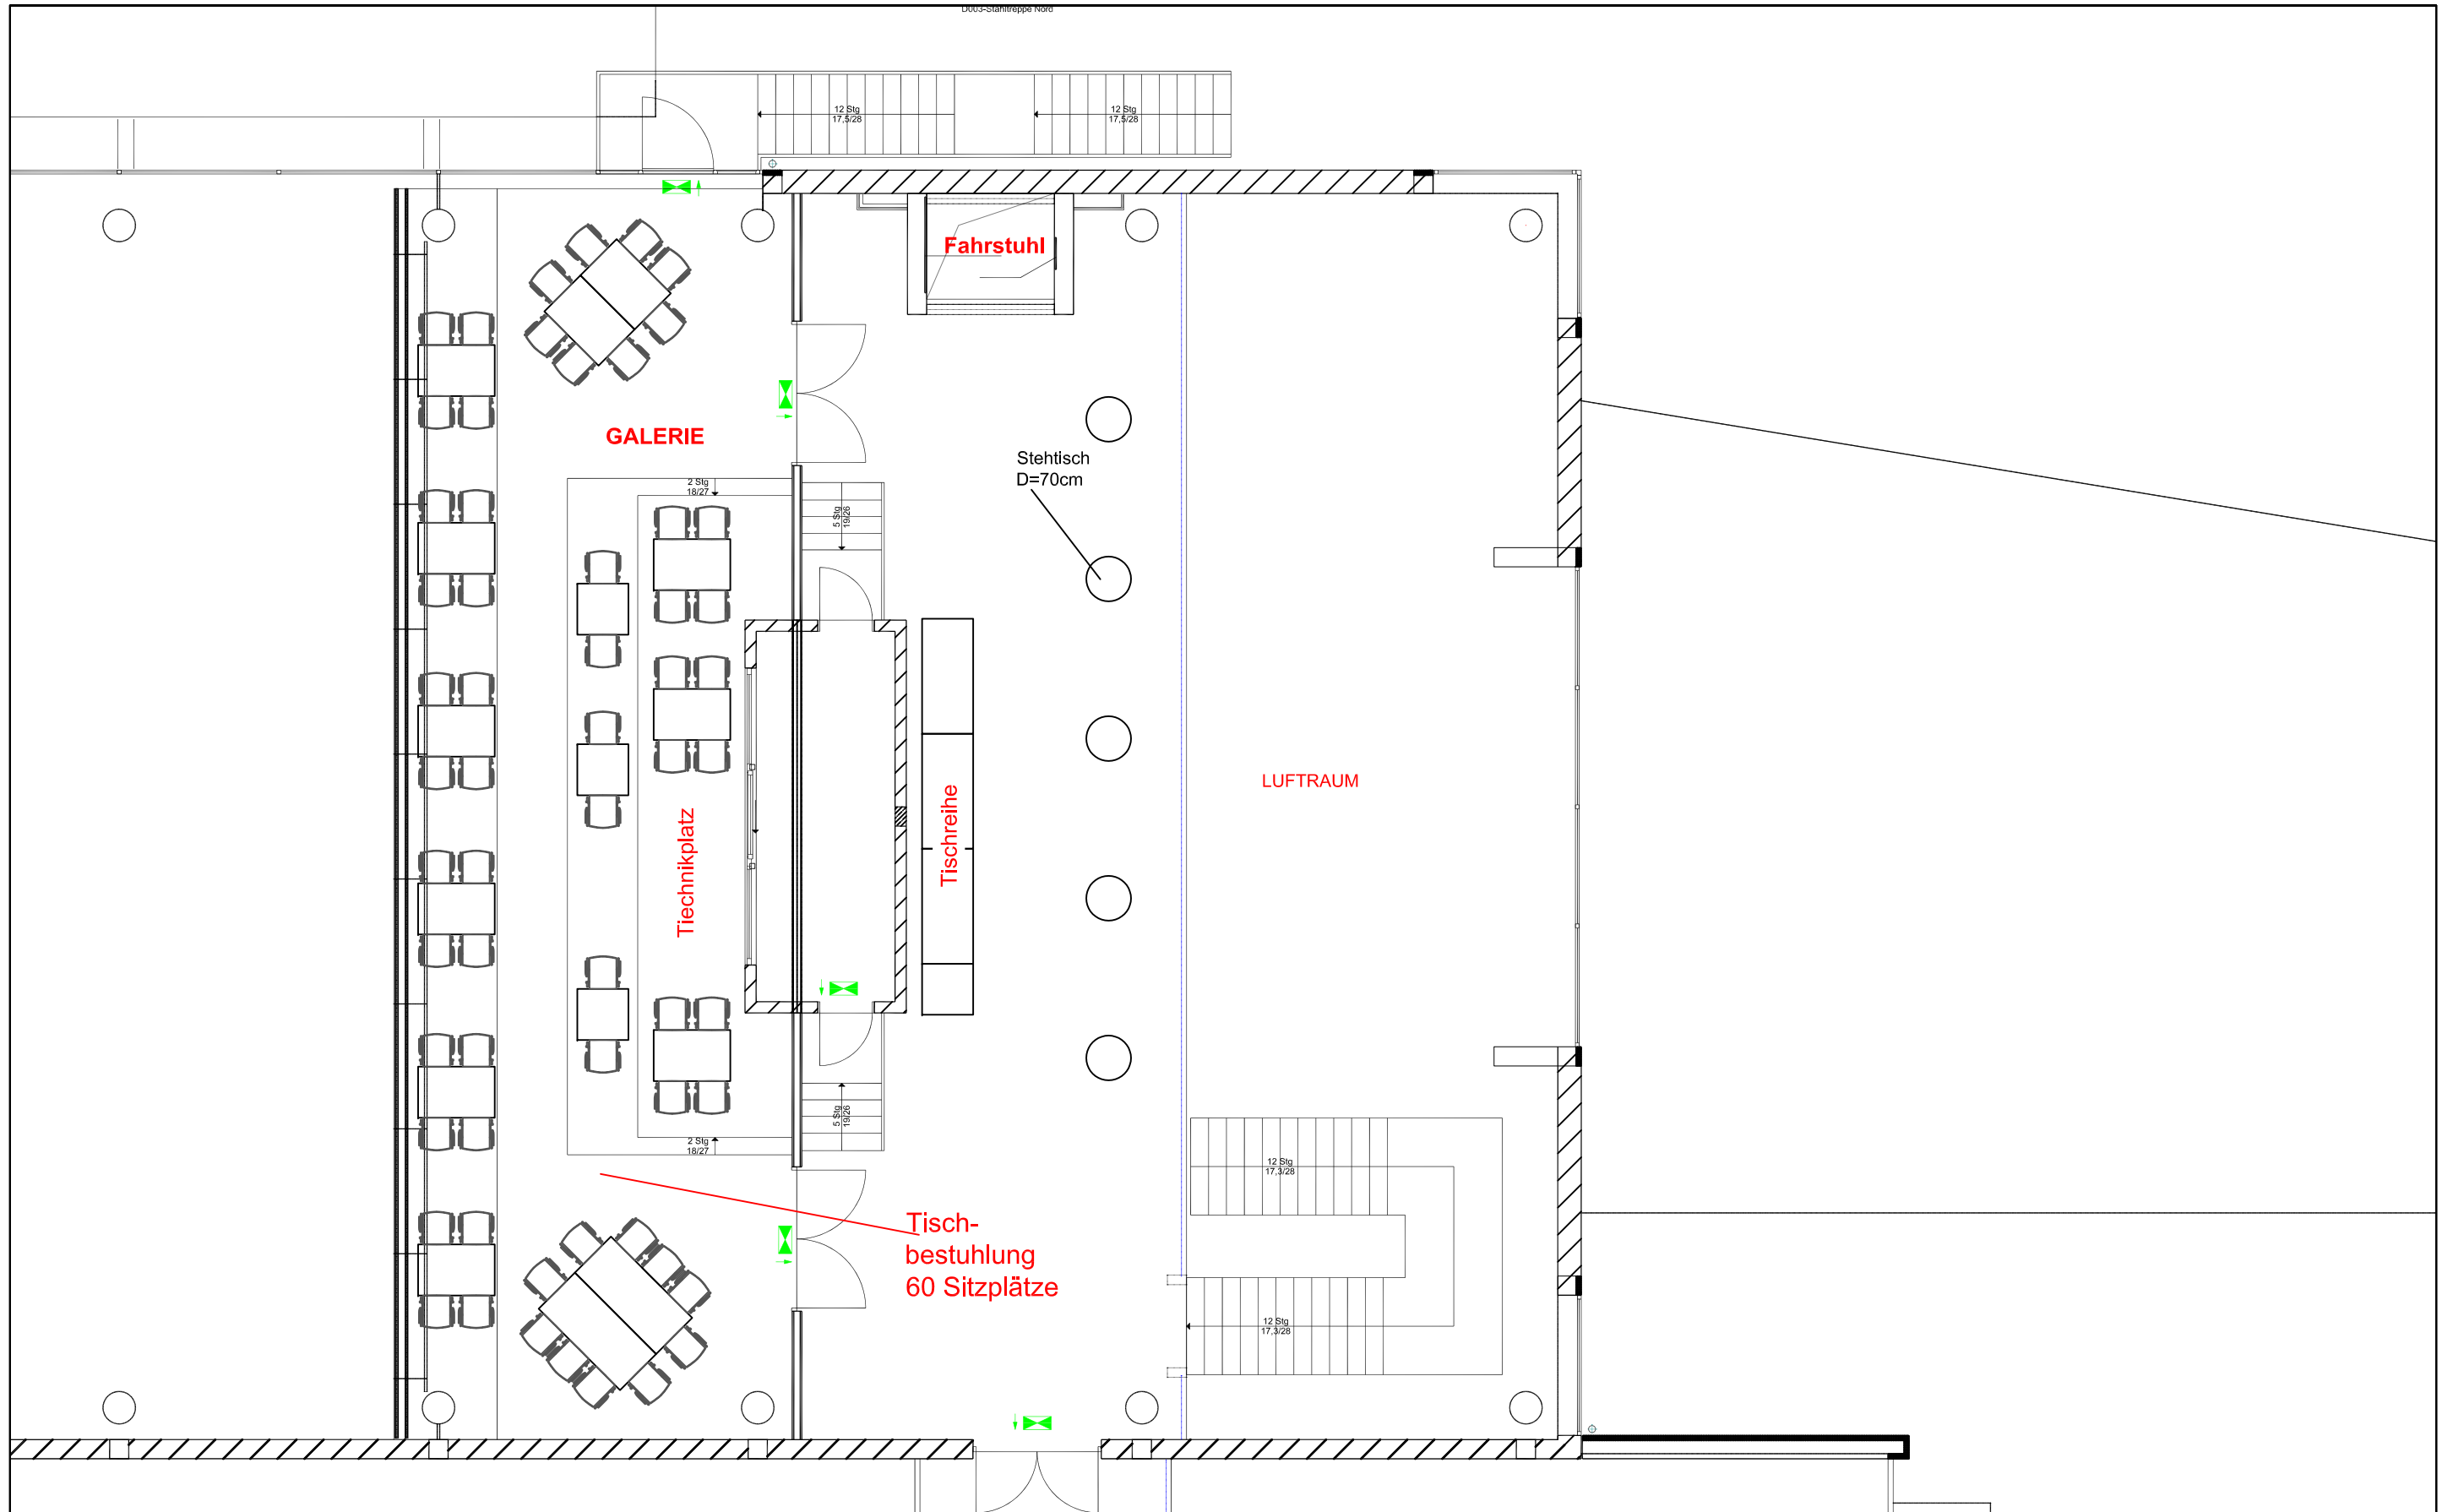 D003-Stahltreppe Nord
12 Stg
17,5/28
12 Stg
17,5/28
Fahrstuhl
GALERIE
Stehtisch
D=70cm
2 Stg
18/27
5 Stg
19/26
LUFTRAUM
Tischreihe
Tiechnikplatz
5 Stg
19/26
2 Stg
18/27
12 Stg
17,3/28
Tisch-
bestuhlung
60 Sitzplätze
12 Stg
17,3/28